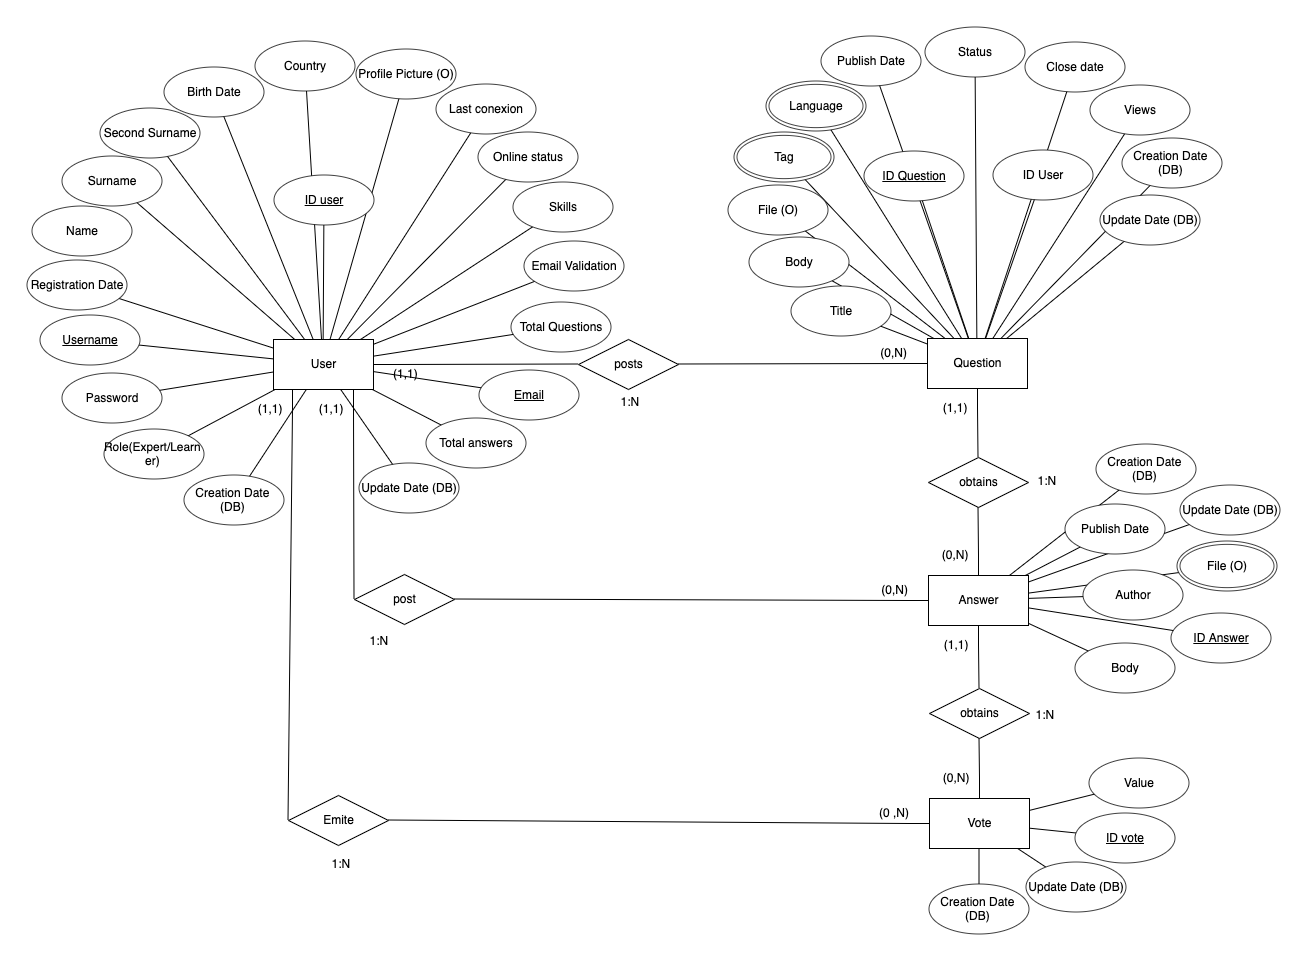 Country
Profile Picture (O)
Birth Date
Last conexion
Second Surname
Online status
Surname
ID user
Skills
Name
Email Validation
Registration Date
Total Questions
Username
User
(1,1)
posts
1:N
(0,N)
Email
Password
(1,1)
(1,1)
Role(Expert/Learn
er)
Total answers
Creation Date
(DB)
Update Date (DB)
Status
Publish Date
Close date
Language
Views
Tag
ID Question
ID User
Creation Date
(DB)
File (O)
Update Date (DB)
Body
Title
Question
(1,1)
obtains
1:N
(0,N)
Creation Date
(DB)
Update Date (DB)
Publish Date
File (O)
Author
ID Answer
Body
post
1:N
(0,N)
Answer
(1,1)
obtains
1:N
(0,N)
Emite
1:N
(0 ,N)
Vote
Value
ID vote
Update Date (DB)
Creation Date
(DB)